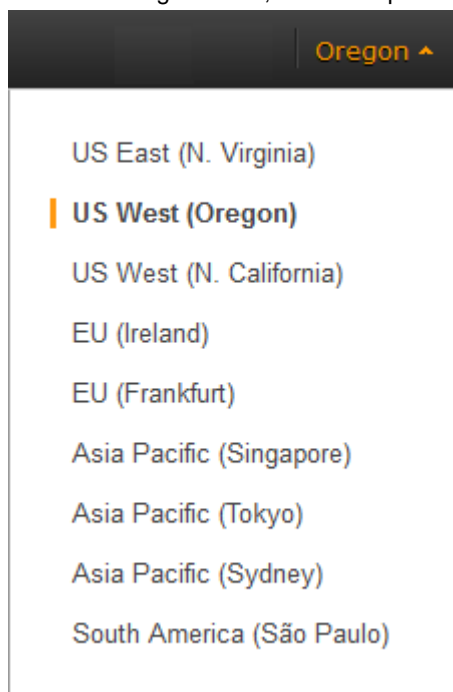 Oregon
US East (N. Virginia)
US West (Oregon)
US West (N. California)
EU (Ireland)
EU (Frankfurt)
Asia Pacific (Singapore)
Asia Pacific (Tokyo)
Asia Pacific (Sydney)
South America (São Paulo)